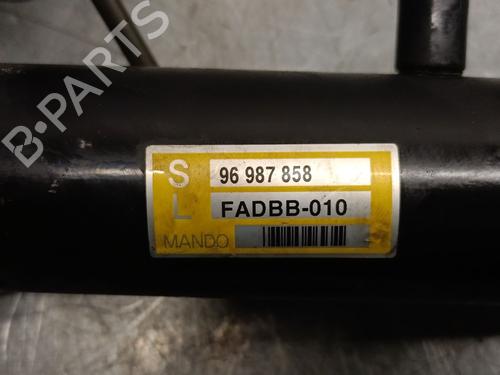 B-PARTS
S 96 987 858
L FADBB-010
MANDO